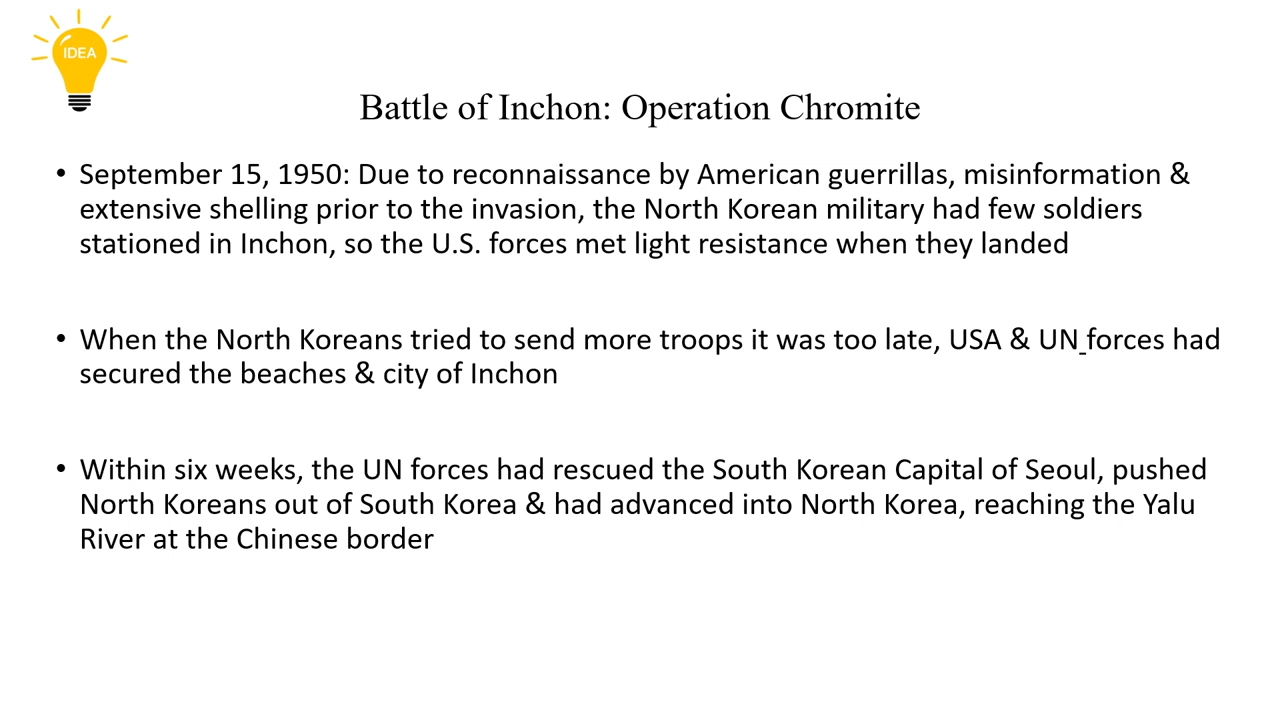 IDEA
Battle of Inchon: Operation Chromite
• September 15, 1950: Due to reconnaissance by American guerrillas, misinformation &
extensive shelling prior to the invasion, the North Korean military had few soldiers
stationed in Inchon, so the U.S. forces met light resistance when they landed
• When the North Koreans tried to send more troops it was too late, USA & UN forces had
secured the beaches & city of Inchon
• Within six weeks, the UN forces had rescued the South Korean Capital of Seoul, pushed
North Koreans out of South Korea & had advanced into North Korea, reaching the Yalu
River at the Chinese border